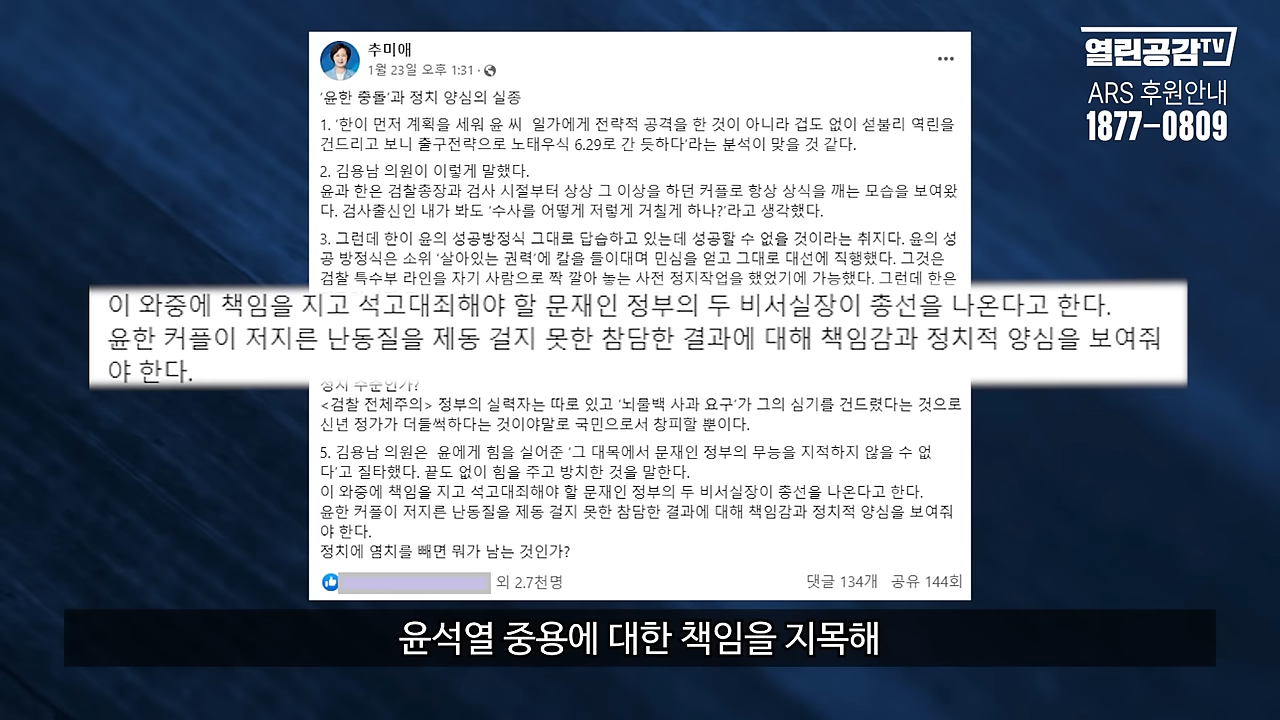 추미애
1월 23일 오후 1:31 ·
'윤한 충돌'과 정치 양심의 실종
1. '한이 먼저 계획을 세워 윤 씨 일가에게 전략적 공격을 한 것이 아니라 겁도 없이 섣불리 역린을
건드리고 보니 출구전략으로 노태우식 6.29로 간 듯하다'라는 분석이 맞을 것 같다.
2. 김용남 의원이 이렇게 말했다.
윤과 한은 검찰총장과 검사 시절부터 상상 그 이상을 하던 커플로 항상 상식을 깨는 모습을 보여왔
다. 검사출신인 내가 봐도 '수사를 어떻게 저렇게 거칠게 하나?'라고 생각했다.
3. 그런데 한이 윤의 성공방정식 그대로 답습하고 있는데 성공할 수 없을 것이라는 취지다. 윤의 성
공 방정식은 소위 '살아있는 권력'에 칼을 들이대며 민심을 얻고 그대로 대선에 직행했다. 그것은
검찰 특수부 라인을 자기 사람으로 짝 깔아 놓는 사전 정지작업을 했었기에 가능했다. 그런데 한은
이 와중에 책임을 지고 석고대죄해야 할 문재인 정부의 두 비서실장이 총선을 나온다고 한다.
윤한 커플이 저지른 난동질을 제동 걸지 못한 참담한 결과에 대해 책임감과 정치적 양심을 보여줘
야 한다.
정치 수준인가?
<검찰 전체주의> 정부의 실력자는 따로 있고 '뇌물백 사과 요구'가 그의 심기를 건드렸다는 것으로
신년 정가가 더들썩하다는 것이야말로 국민으로서 창피할 뿐이다.
5. 김용남 의원은 윤에게 힘을 실어준 '그 대목에서 문재인 정부의 무능을 지적하지 않을 수 없
다'고 질타했다. 끝도 없이 힘을 주고 방치한 것을 말한다.
이 와중에 책임을 지고 석고대죄해야 할 문재인 정부의 두 비서실장이 총선을 나온다고 한다.
윤한 커플이 저지른 난동질을 제동 걸지 못한 참담한 결과에 대해 책임감과 정치적 양심을 보여줘
야 한다.
정치에 염치를 빼면 뭐가 남는 것인가?
외 2.7천명
댓글 134개 공유 144회
열린공감TV
ARS 후원안내
1877-0809
윤석열 중용에 대한 책임을 지목해